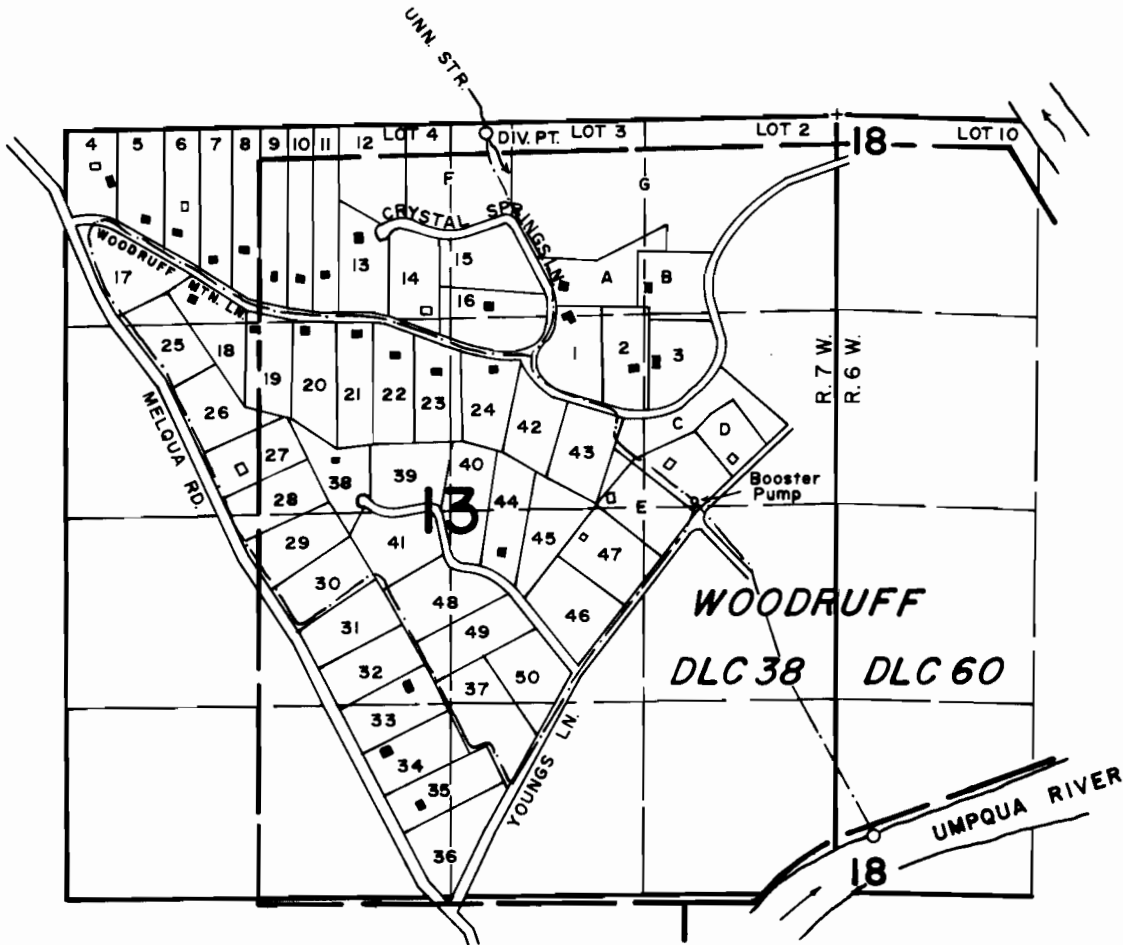 UNN. STR.
DIV. PT.
LOT 4
LOT 3
LOT 2
18
LOT 10
4
5
6
7
8
9
10
11
12
F
G
CRYSTAL SPRINGS LN.
WOODRUFF MTN. LN.
17
13
14
15
16
A
B
25
18
19
20
21
22
23
24
1
2
3
R. 7 W.
R. 6 W.
26
42
43
C
D
MELQUA RD.
27
38
39
40
44
Booster
Pump
28
13
E
29
41
45
47
30
48
46
WOODRUFF
31
49
32
37
50
DLC 38
DLC 60
33
34
35
YOUNGS LN.
36
UMPQUA RIVER
18